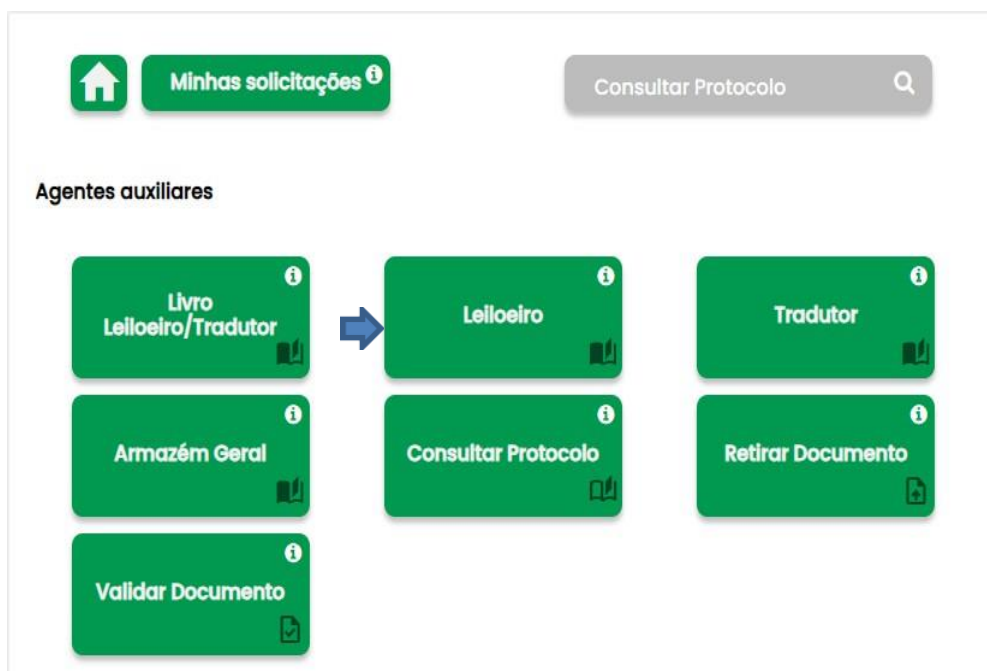 Minhas solicitações
Consultar Protocolo
Agentes auxiliares
Livro
Leiloeiro/Tradutor
Leiloeiro
Tradutor
Armazém Geral
Consultar Protocolo
Retirar Documento
Validar Documento